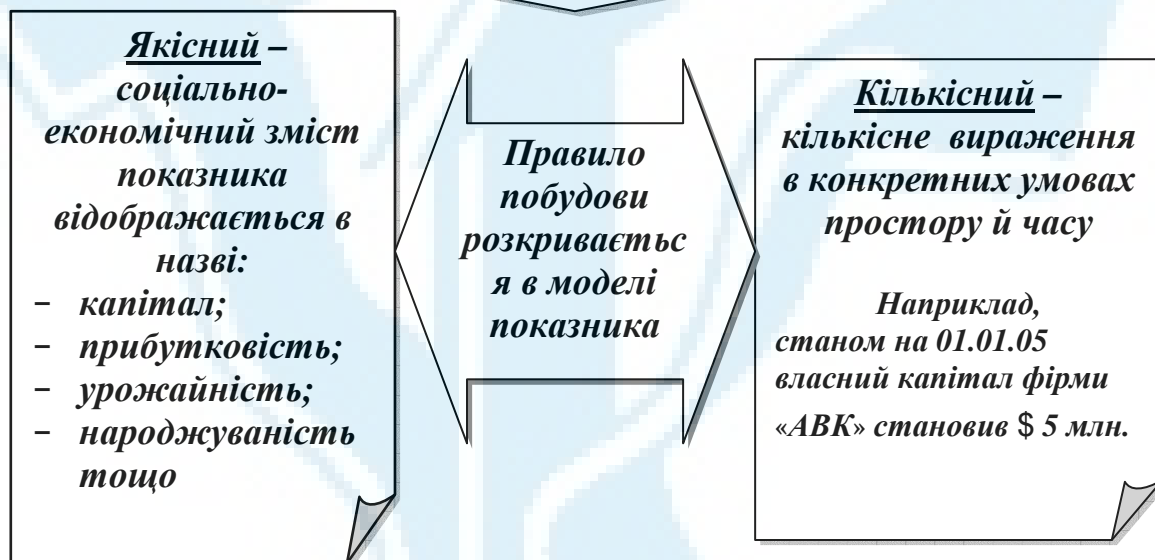 Якісний –
соціально-
економічний зміст
показника
відображається в
назві:
− капітал;
− прибутковість;
− урожайність;
− народжуваність
тощо
Правило
побудови
розкриваєтьс
я в моделі
показника
Кількісний –
кількісне вираження
в конкретних умовах
простору й часу
Наприклад,
станом на 01.01.05
власний капітал фірми
«АВК» становив $ 5 млн.